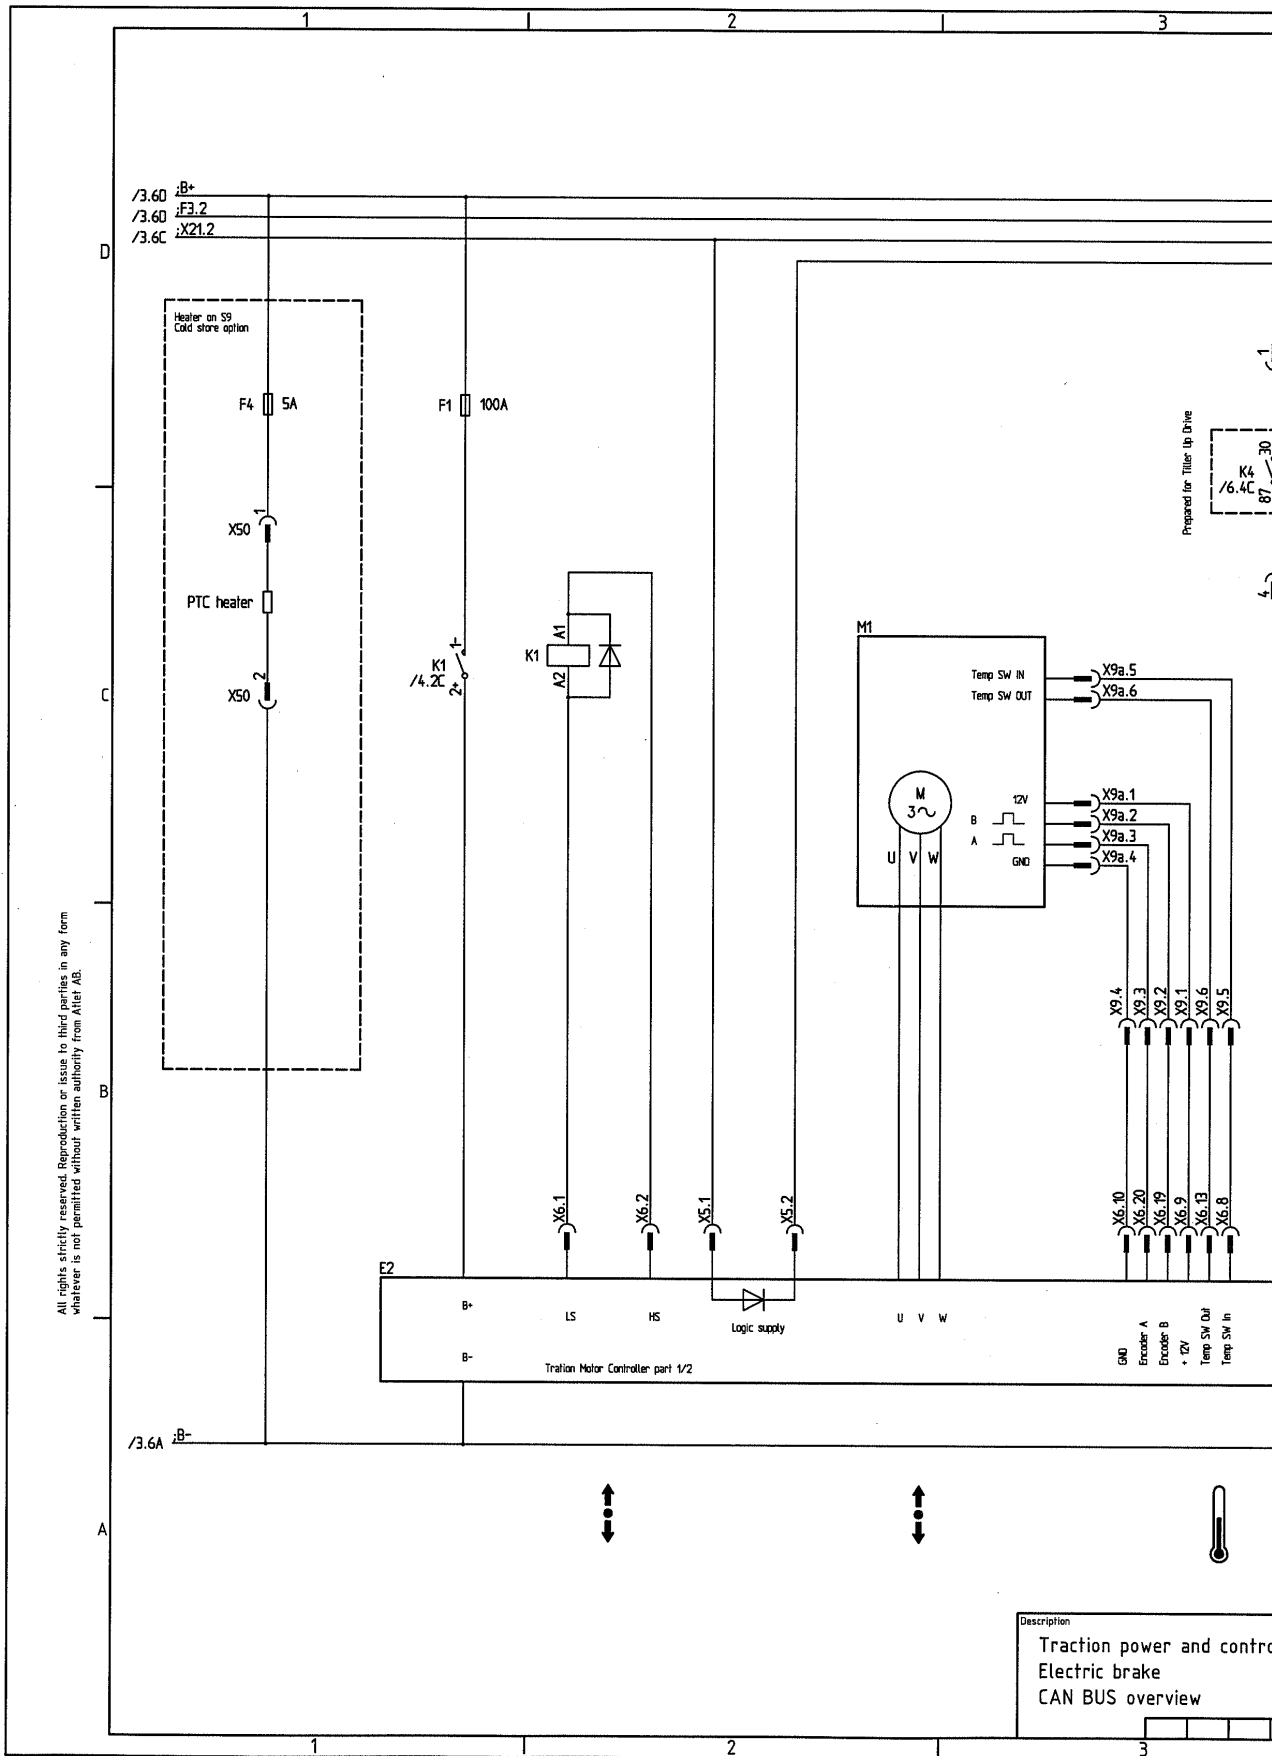 1
2
3
/3.6D ;B+
/3.6D ;F3.2
/3.6C ;X21.2
D
Heater on S9
Cold store option
F4
5A
F1
100A
X50
1
PTC heater
2
X50
C
K1
/4.2C
1-
2+
K1
A1
A2
Prepared for Tiller Up Drive
1
K4
/6.4C
30
87
4
M1
Temp SW IN
X9a.5
Temp SW OUT
X9a.6
M
3
U V W
12V
X9a.1
B
X9a.2
A
X9a.3
GND
X9a.4
All rights strictly reserved. Reproduction or issue to third parties in any form
whatever is not permitted without written authority from Atlet AB.
X9.4
X9.3
X9.2
X9.1
X9.6
X9.5
B
X6.1
X6.2
X5.1
X5.2
X6.10
X6.20
X6.19
X6.9
X6.13
X6.8
E2
B+
LS
HS
Logic supply
U V W
GND
Encoder A
Encoder B
+ 12V
Temp SW Out
Temp SW In
B-
Tration Motor Controller part 1/2
/3.6A ;B-
A
Description
Traction power and contro
Electric brake
CAN BUS overview
1
2
3